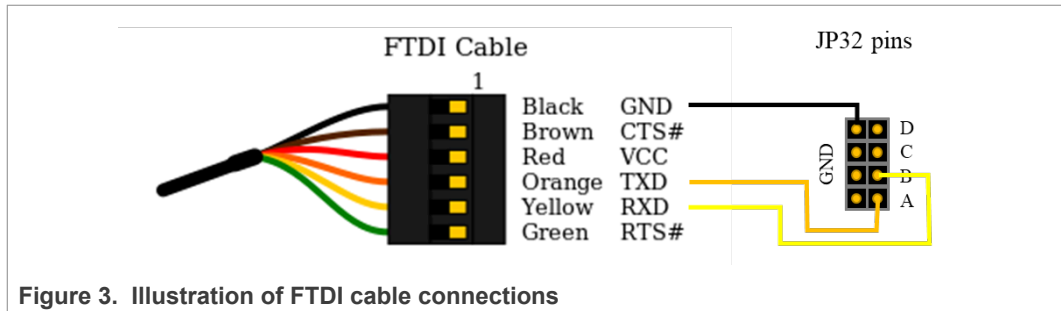 FTDI Cable
JP32 pins
1
Black GND
Brown CTS#
Red VCC
Orange TXD
Yellow RXD
Green RTS#
GND
D
C
B
A
Figure 3. Illustration of FTDI cable connections